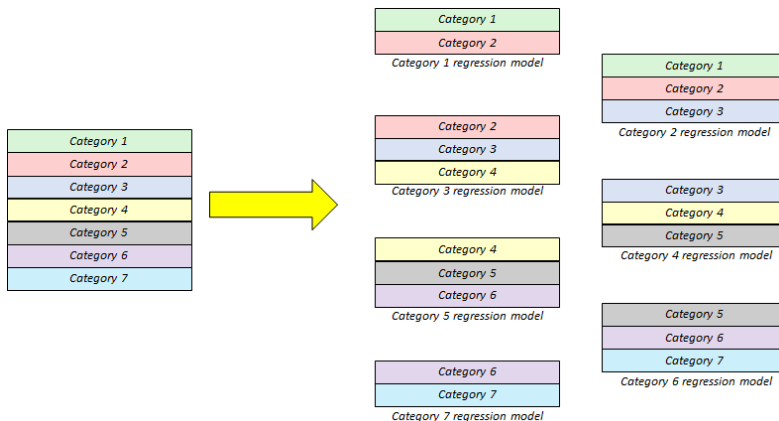 Category 1
Category 2
Category 3
Category 4
Category 5
Category 6
Category 7
Category 1
Category 2
Category 1 regression model
Category 1
Category 2
Category 3
Category 2 regression model
Category 2
Category 3
Category 4
Category 3 regression model
Category 3
Category 4
Category 5
Category 4 regression model
Category 4
Category 5
Category 6
Category 5 regression model
Category 5
Category 6
Category 7
Category 6 regression model
Category 6
Category 7
Category 7 regression model